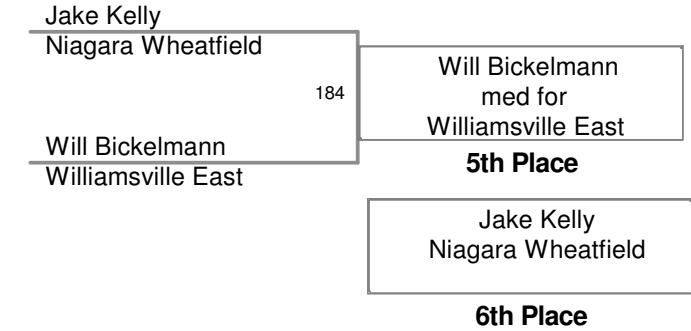 Jake Kelly
Niagara Wheatfield
184
Will Bickelmann
Williamsville East
Will Bickelmann
med for
Williamsville East
5th Place
Jake Kelly
Niagara Wheatfield
6th Place